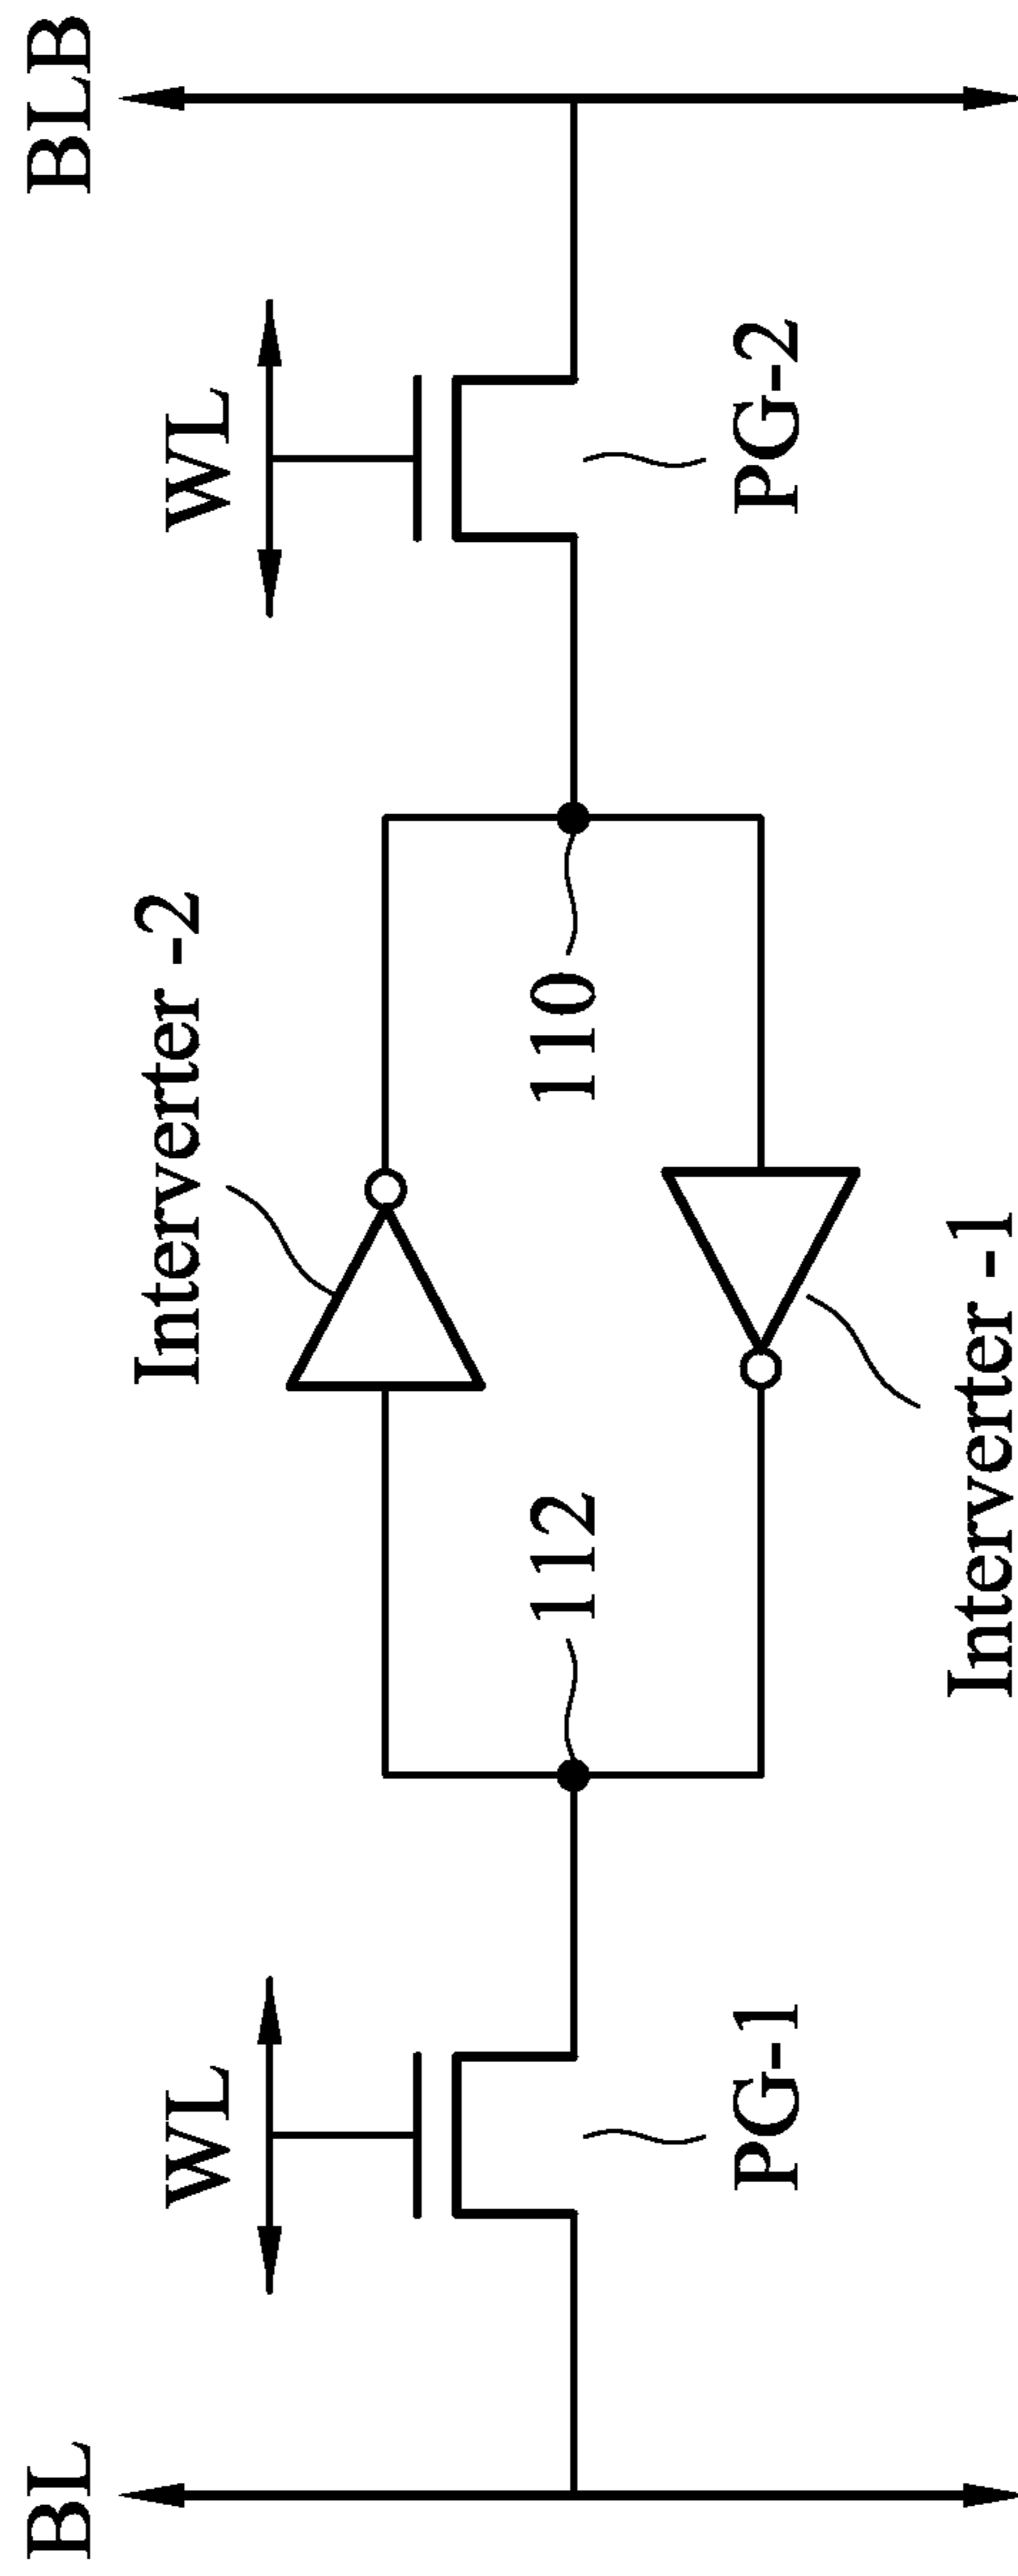 BL
BLB
WL
WL
Interverter -2
112
110
PG-1
PG-2
Interverter -1